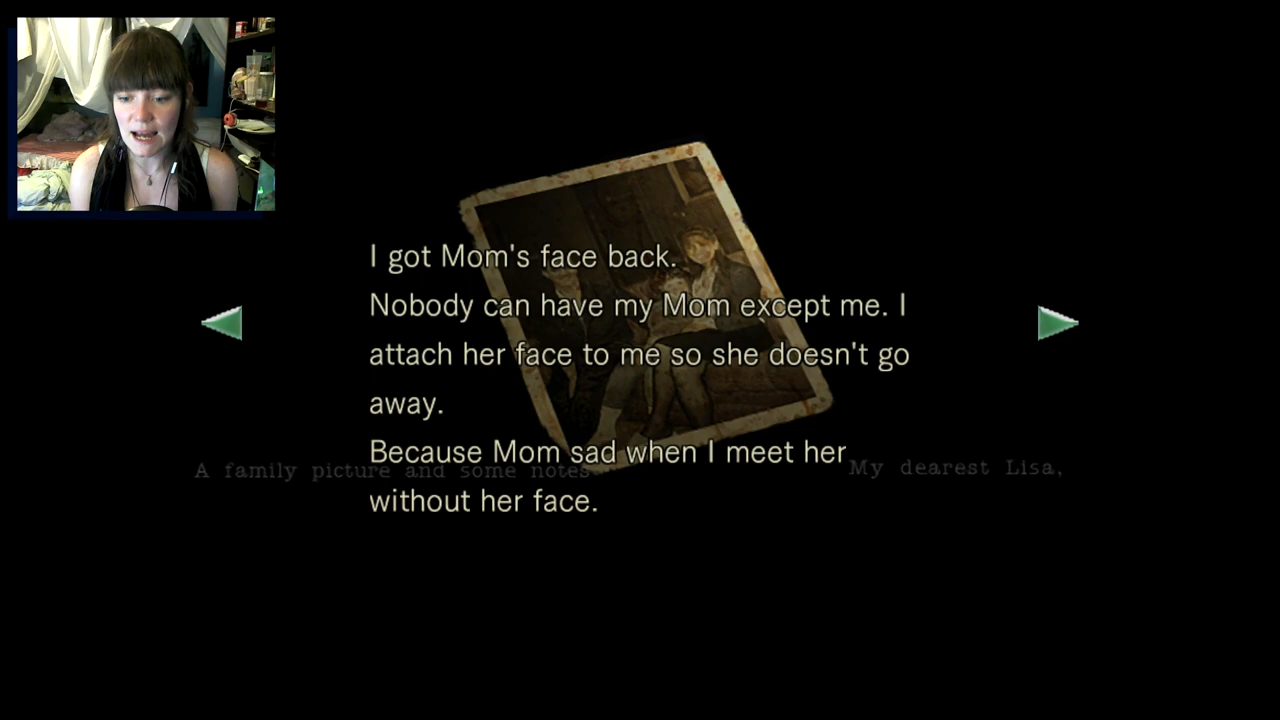 I got Mom's face back.
Nobody can have my Mom except me. I
attach her face to me so she doesn't go
away.
Because Mom sad when I meet her
without her face.
A family picture and some notes
My dearest Lisa,